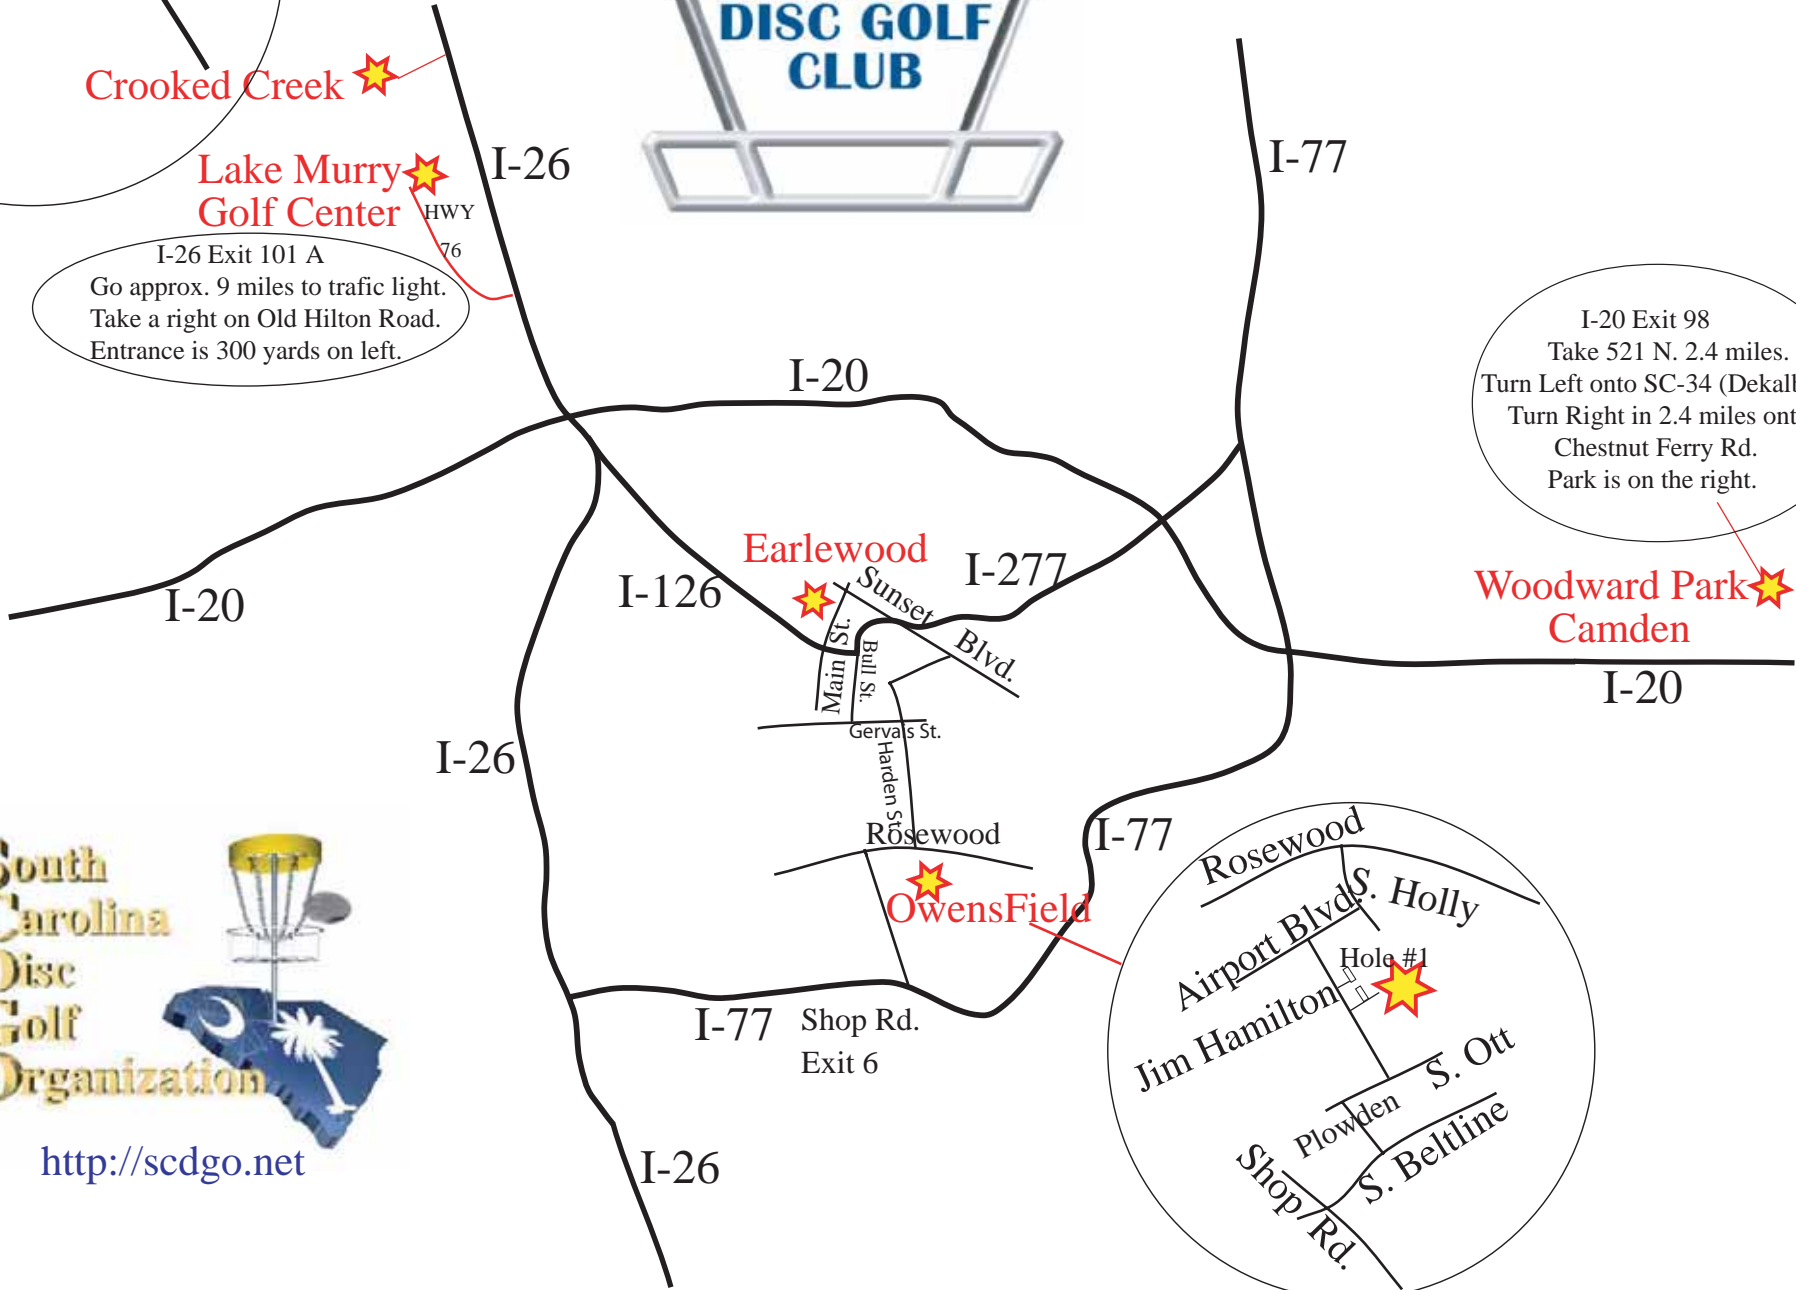 DISC GOLF
CLUB
Crooked Creek
I-26
I-77
Lake Murry
Golf Center
HWY
76
I-26 Exit 101 A
Go approx. 9 miles to trafic light.
Take a right on Old Hilton Road.
Entrance is 300 yards on left.
I-20
I-20 Exit 98
Take 521 N. 2.4 miles.
Turn Left onto SC-34 (Dekalb
Turn Right in 2.4 miles ont
Chestnut Ferry Rd.
Park is on the right.
Earlewood
I-277
I-126
I-20
Sunset Blvd.
Main St.
Bull St.
Woodward Park
Camden
I-20
Gervais St.
Harden St.
I-26
Rosewood
I-77
OwensField
Rosewood
S. Holly
Airport Blvd.
Hole #1
Jim Hamilton
S. Ott
Plowden
S. Beltline
Shop Rd.
I-77
Shop Rd.
Exit 6
South
Carolina
Disc
Golf
Organization
http://scdgo.net
I-26